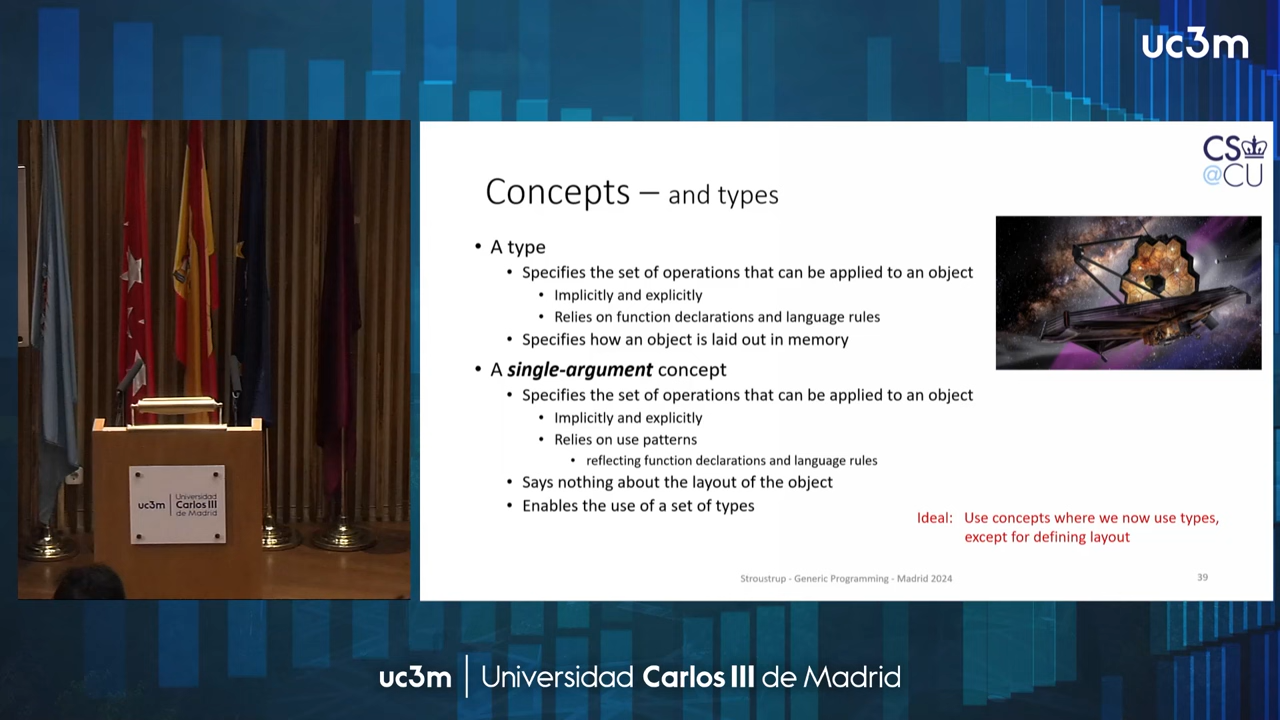 uc3m
CS
@CU
Concepts – and types
• A type
• Specifies the set of operations that can be applied to an object
• Implicitly and explicitly
• Relies on function declarations and language rules
• Specifies how an object is laid out in memory
• A single-argument concept
• Specifies the set of operations that can be applied to an object
• Implicitly and explicitly
• Relies on use patterns
• reflecting function declarations and language rules
• Says nothing about the layout of the object
• Enables the use of a set of types
Ideal: Use concepts where we now use types,
except for defining layout
Stroustrup - Generic Programming - Madrid 2024
39
uc3m
Universidad
Carlos III
de Madrid
uc3m | Universidad Carlos III de Madrid